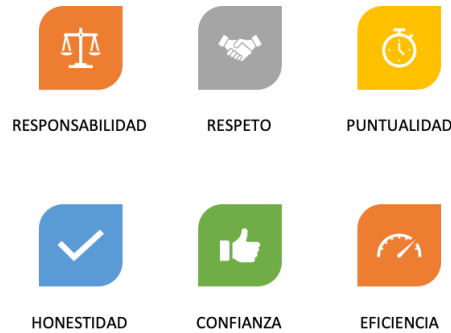 RESPONSABILIDAD
RESPETO
PUNTUALIDAD
HONESTIDAD
CONFIANZA
EFICIENCIA